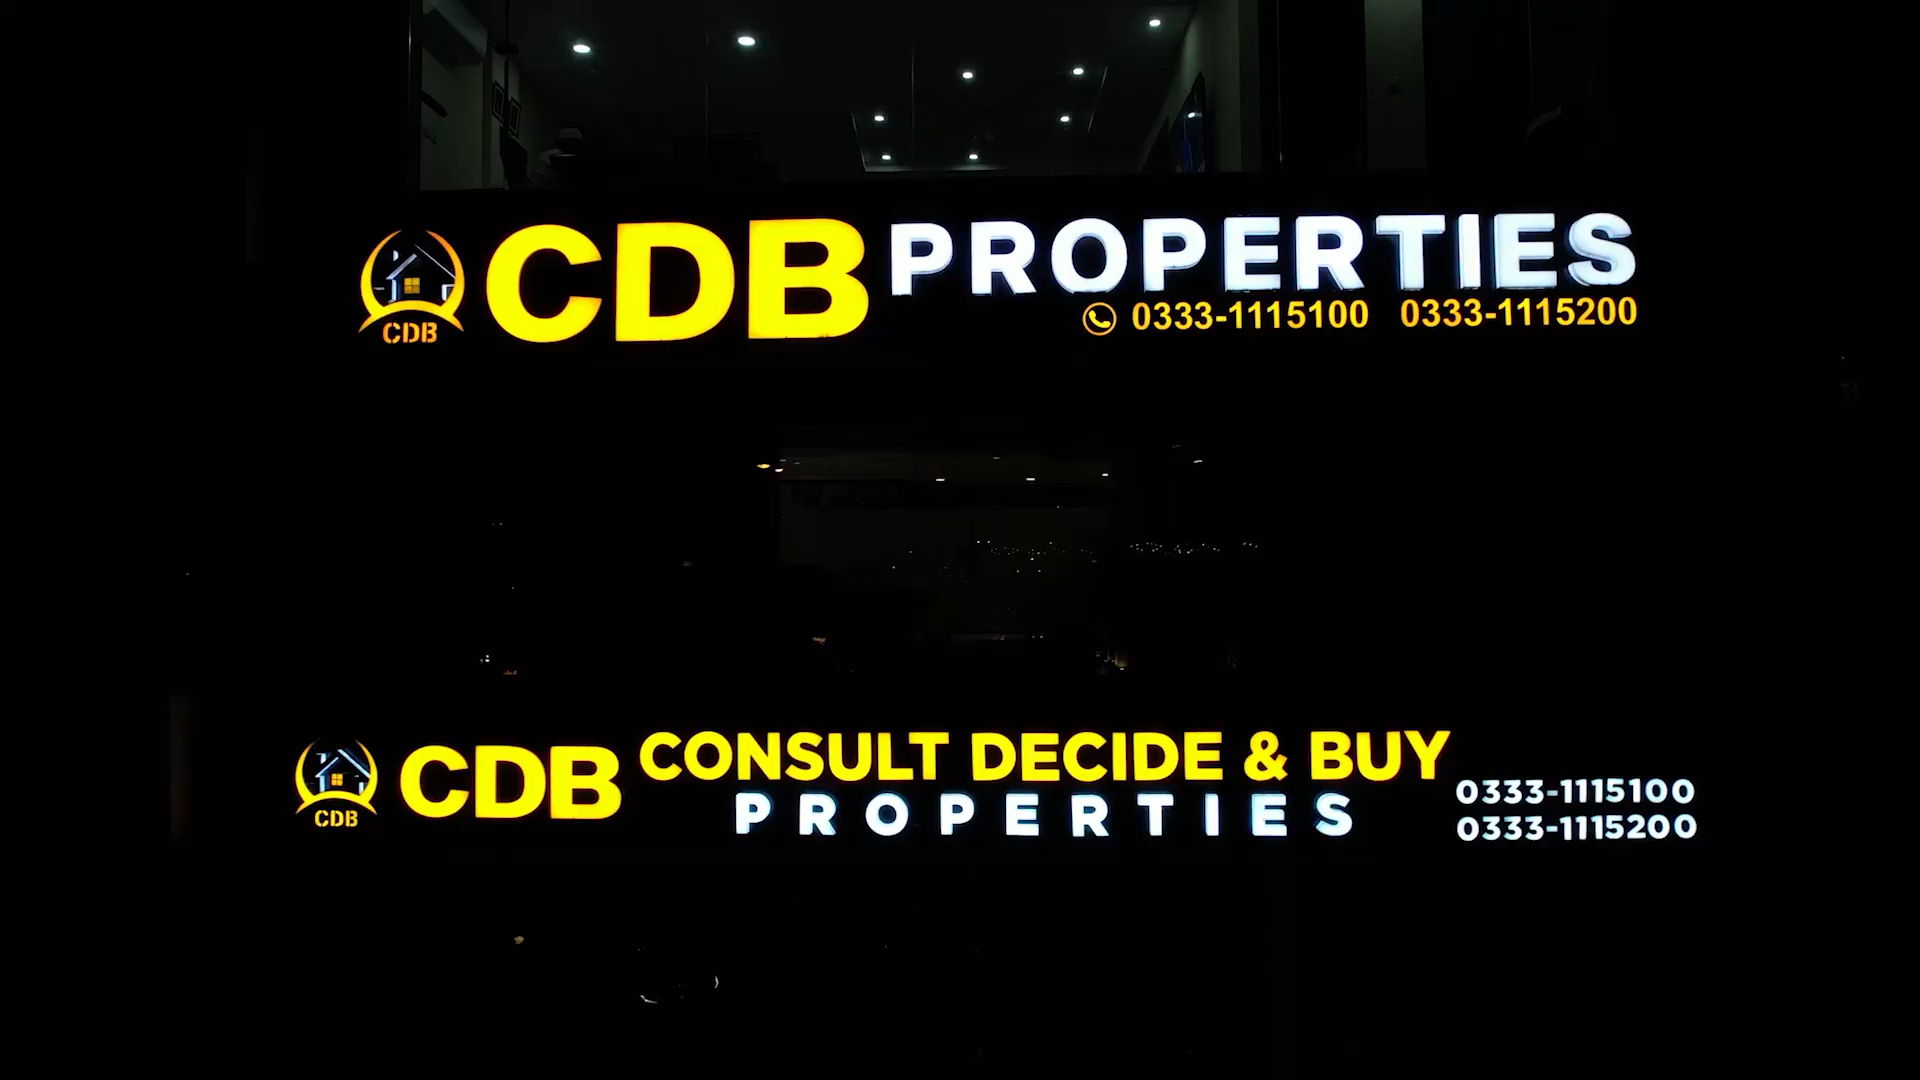 CDB PROPERTIES
CDB
0333-1115100 0333-1115200
CDB CONSULT DECIDE & BUY
PROPERTIES
CDB
0333-1115100
0333-1115200